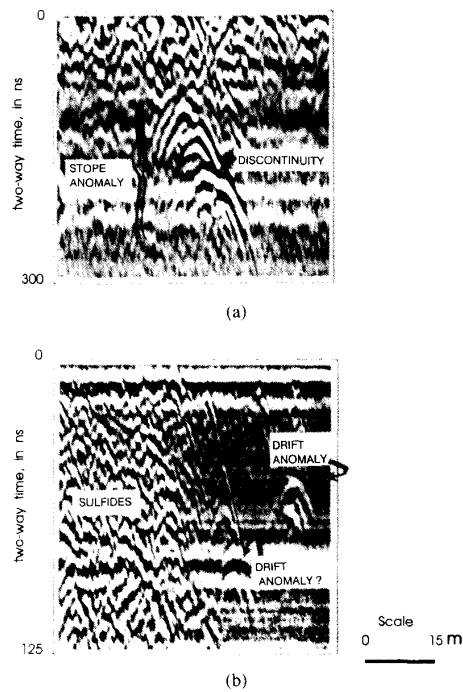 0
two-way time, in ns
STOPE
ANOMALY
DISCONTINUITY
300
(a)
0
two-way time, in ns
DRIFT
ANOMALY
SULFIDES
DRIFT
ANOMALY ?
125
Scale
0 15 m
(b)